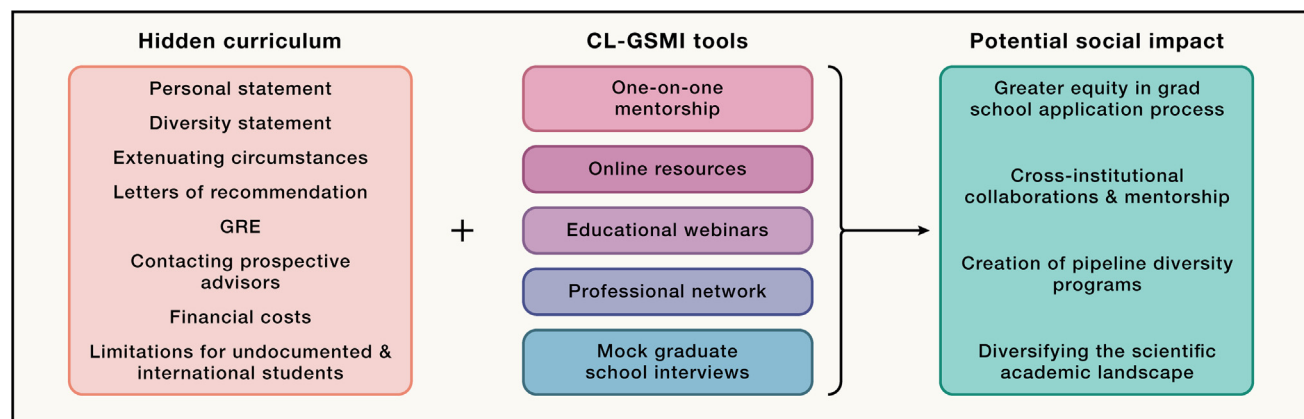 Hidden curriculum
Personal statement
Diversity statement
Extenuating circumstances
Letters of recommendation
GRE
Contacting prospective
advisors
Financial costs
Limitations for undocumented &
international students
+
CL-GSMI tools
One-on-one
mentorship
Online resources
Educational webinars
Professional network
Mock graduate
school interviews
Potential social impact
Greater equity in grad
school application process
Cross-institutional
collaborations & mentorship
Creation of pipeline diversity
programs
Diversifying the scientific
academic landscape